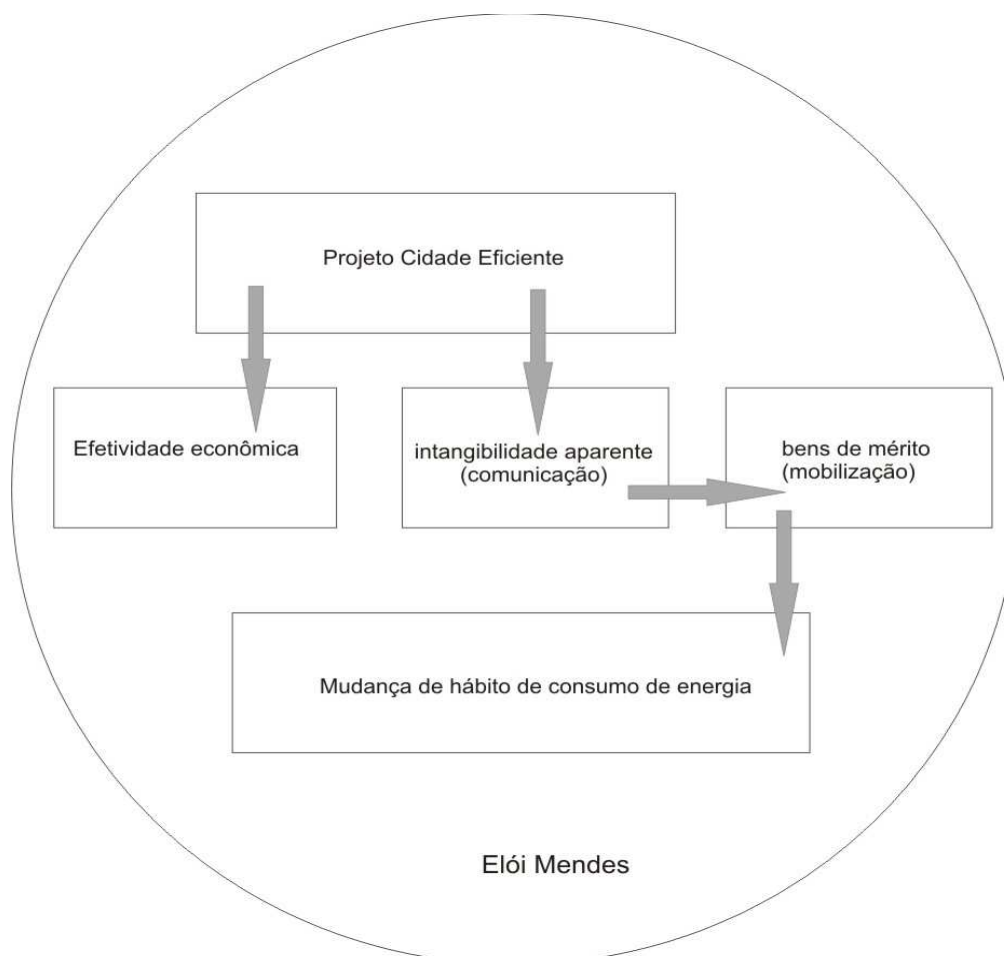 Projeto Cidade Eficiente
Efetividade econômica
intangibilidade aparente
(comunicação)
bens de mérito
(mobilização)
Mudança de hábito de consumo de energia
Elói Mendes